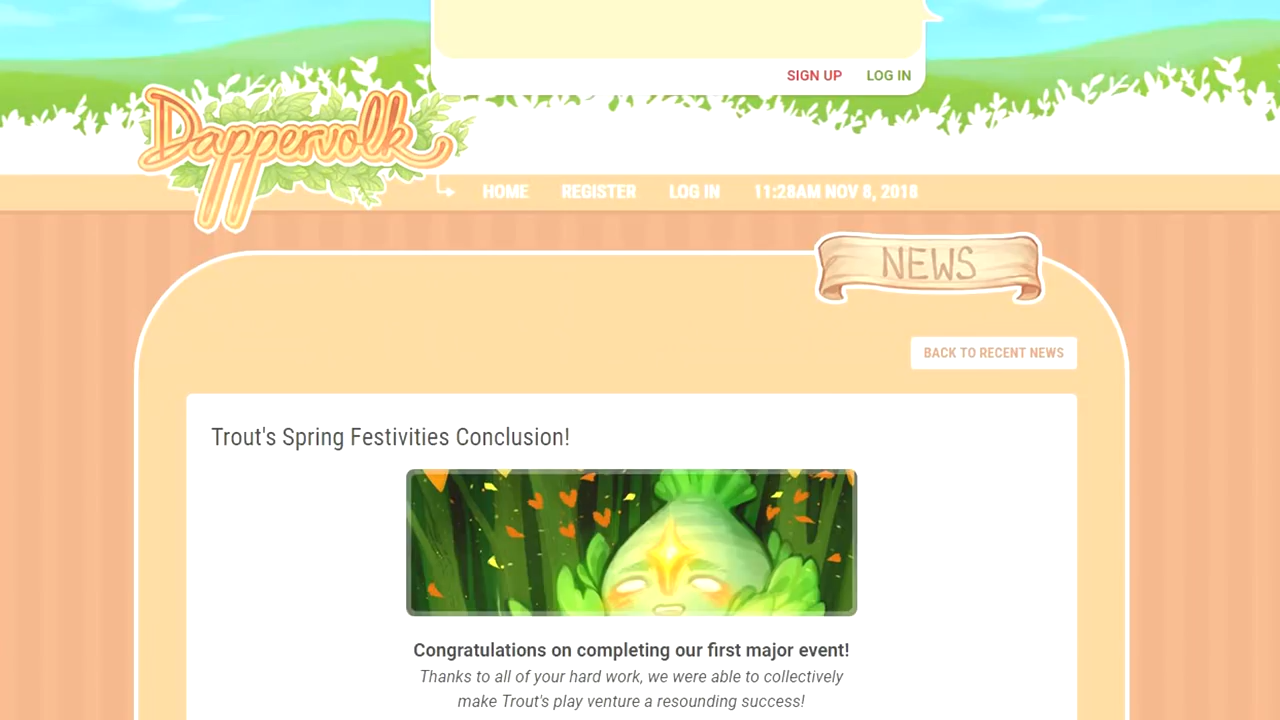 SIGN UP LOG IN
Dappervolk
HOME REGISTER LOG IN 11:28AM NOV 8, 2018
NEWS
BACK TO RECENT NEWS
Trout's Spring Festivities Conclusion!
Congratulations on completing our first major event!
Thanks to all of your hard work, we were able to collectively
make Trout's play venture a resounding success!